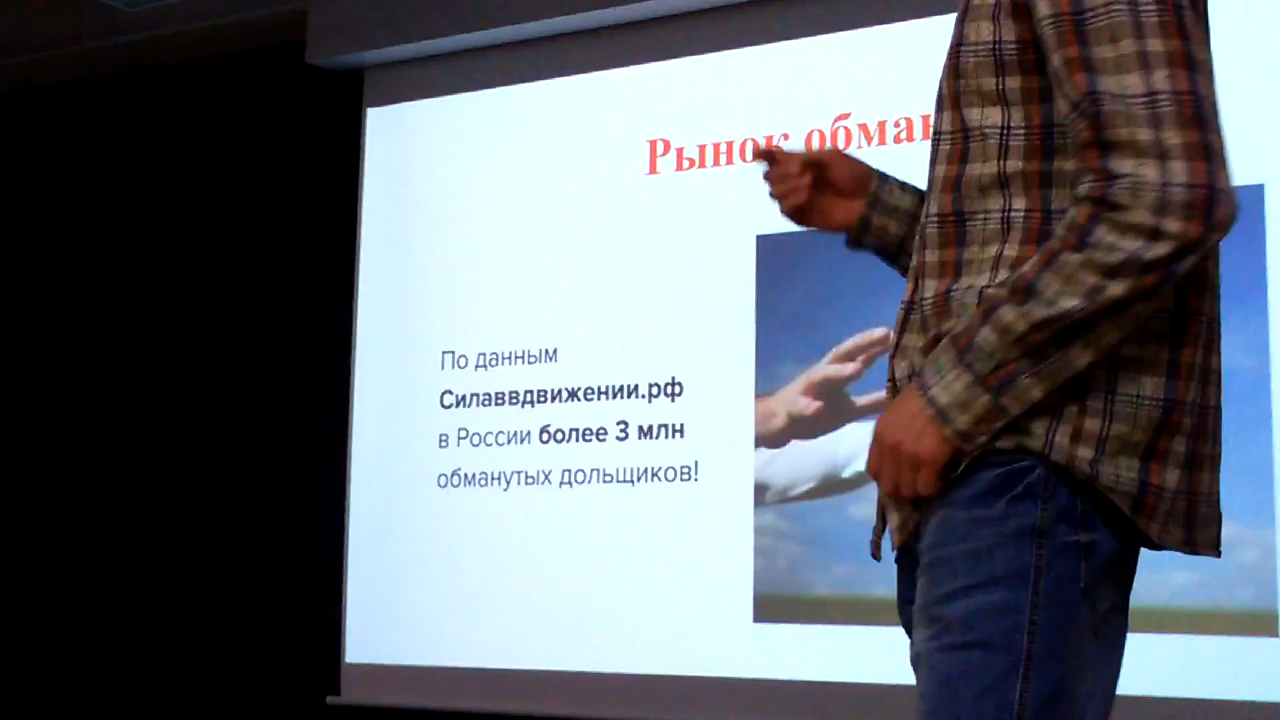 Рынок
По данным
Силаввдвижении.рф
в России более 3 млн
обманутых дольщиков!